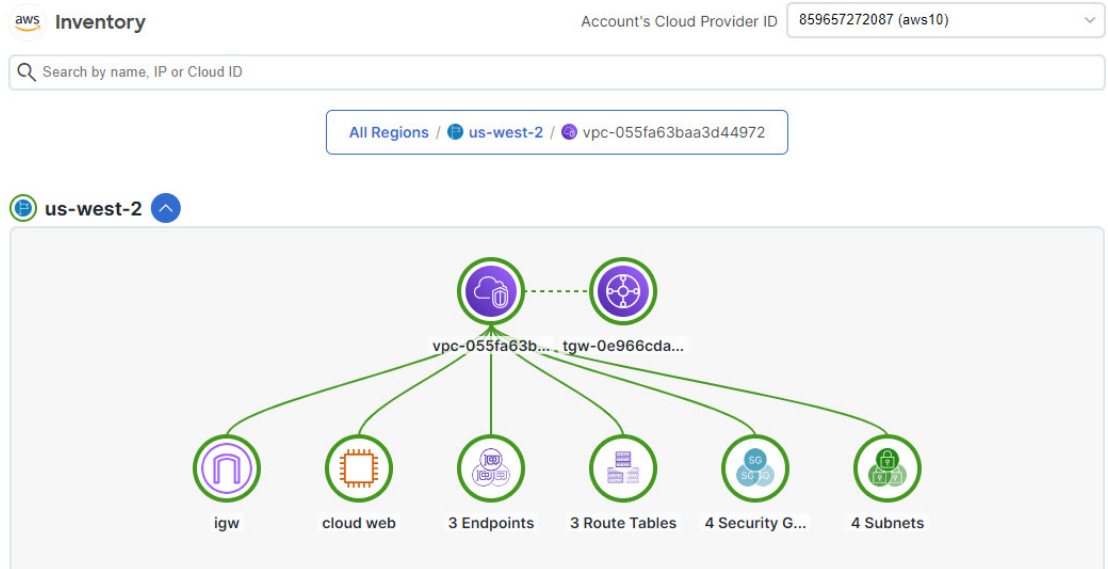 aws Inventory
Account's Cloud Provider ID 859657272087 (aws10)
Search by name, IP or Cloud ID
All Regions / us-west-2 / vpc-055fa63baa3d44972
us-west-2
vpc-055fa63b... tgw-0e966cda...
igw cloud web 3 Endpoints 3 Route Tables 4 Security G... 4 Subnets